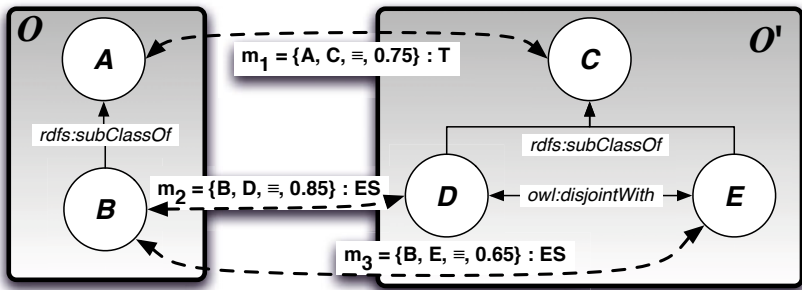 O
O'
A
m1 = {A, C, ≡, 0.75} : T
C
rdfs:subClassOf
rdfs:subClassOf
m2 = {B, D, ≡, 0.85} : ES
B
D
owl:disjointWith
E
m3 = {B, E, ≡, 0.65} : ES